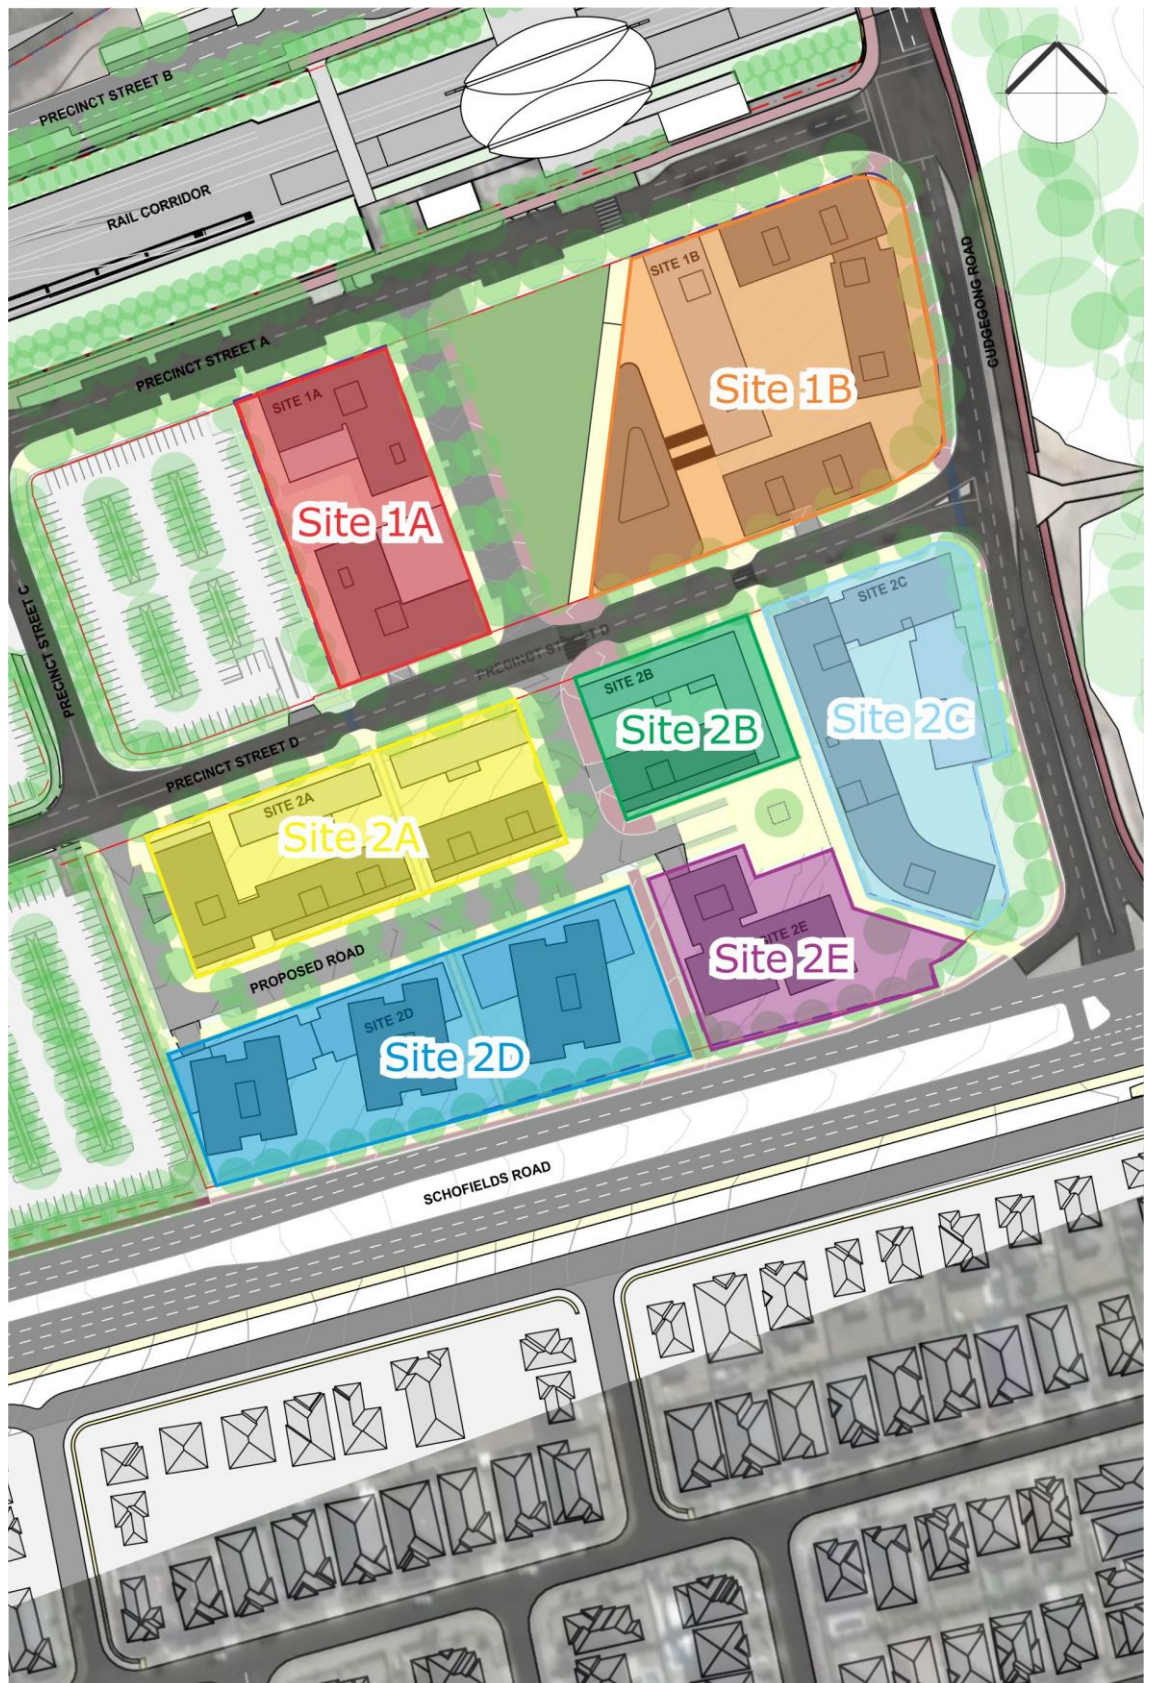 PRECINCT STREET B
RAIL CORRIDOR
PRECINCT STREET A
CUDGEGONG ROAD
SITE 1B
Site 1B
SITE 1A
Site 1A
PRECINCT STREET C
PRECINCT STREET D
SITE 2C
Site 2C
SITE 2B
Site 2B
PRECINCT STREET D
SITE 2A
Site 2A
PROPOSED ROAD
SITE 2E
Site 2E
SITE 2D
Site 2D
SCHOFIELDS ROAD